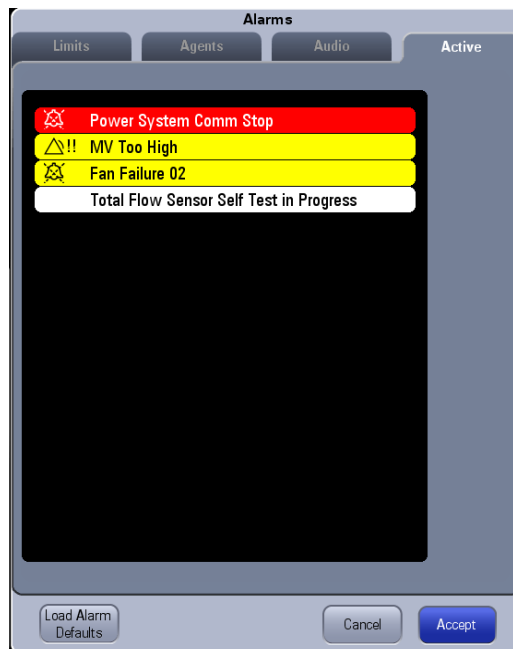 Alarms
Limits Agents Audio Active
Power System Comm Stop
!! MV Too High
Fan Failure 02
Total Flow Sensor Self Test in Progress
Load Alarm
Defaults
Cancel Accept